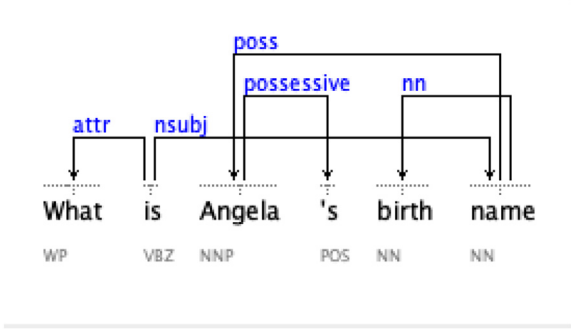 poss
possessive nn
attr nsubj
What is Angela 's birth name
WP VBZ NNP POS NN NN